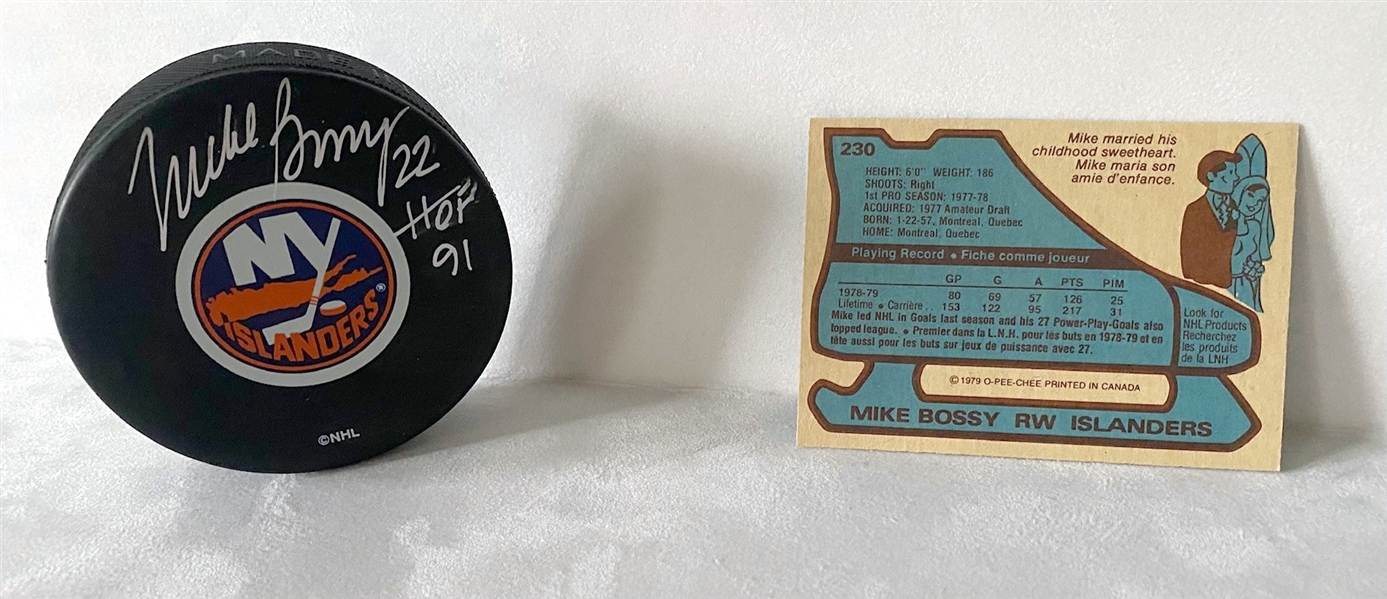 MADE IN
Mike Bossy 22
HOF
91
NY
ISLANDERS®
©NHL
230
HEIGHT: 6'0" WEIGHT: 186
SHOOTS: Right
1st PRO SEASON: 1977-78
ACQUIRED: 1977 Amateur Draft
BORN: 1-22-57, Montreal, Quebec
HOME: Montreal, Quebec
Mike married his
childhood sweetheart.
Mike maria son
amie d'enfance.
Playing Record • Fiche comme joueur
GP G A PTS PIM
1978-79 80 69 57 126 25
Lifetime • Carrière. 153 122 95 217 31
Mike led NHL in Goals last season and his 27 Power-Play-Goals also
topped league. • Premier dans la L.N.H. pour les buts en 1978-79 et en
tête aussi pour les buts sur jeux de puissance avec 27.
Look for
NHL Products
Recherchez
les produits
de la LNH
©1979 O-PEE-CHEE PRINTED IN CANADA
MIKE BOSSY RW ISLANDERS